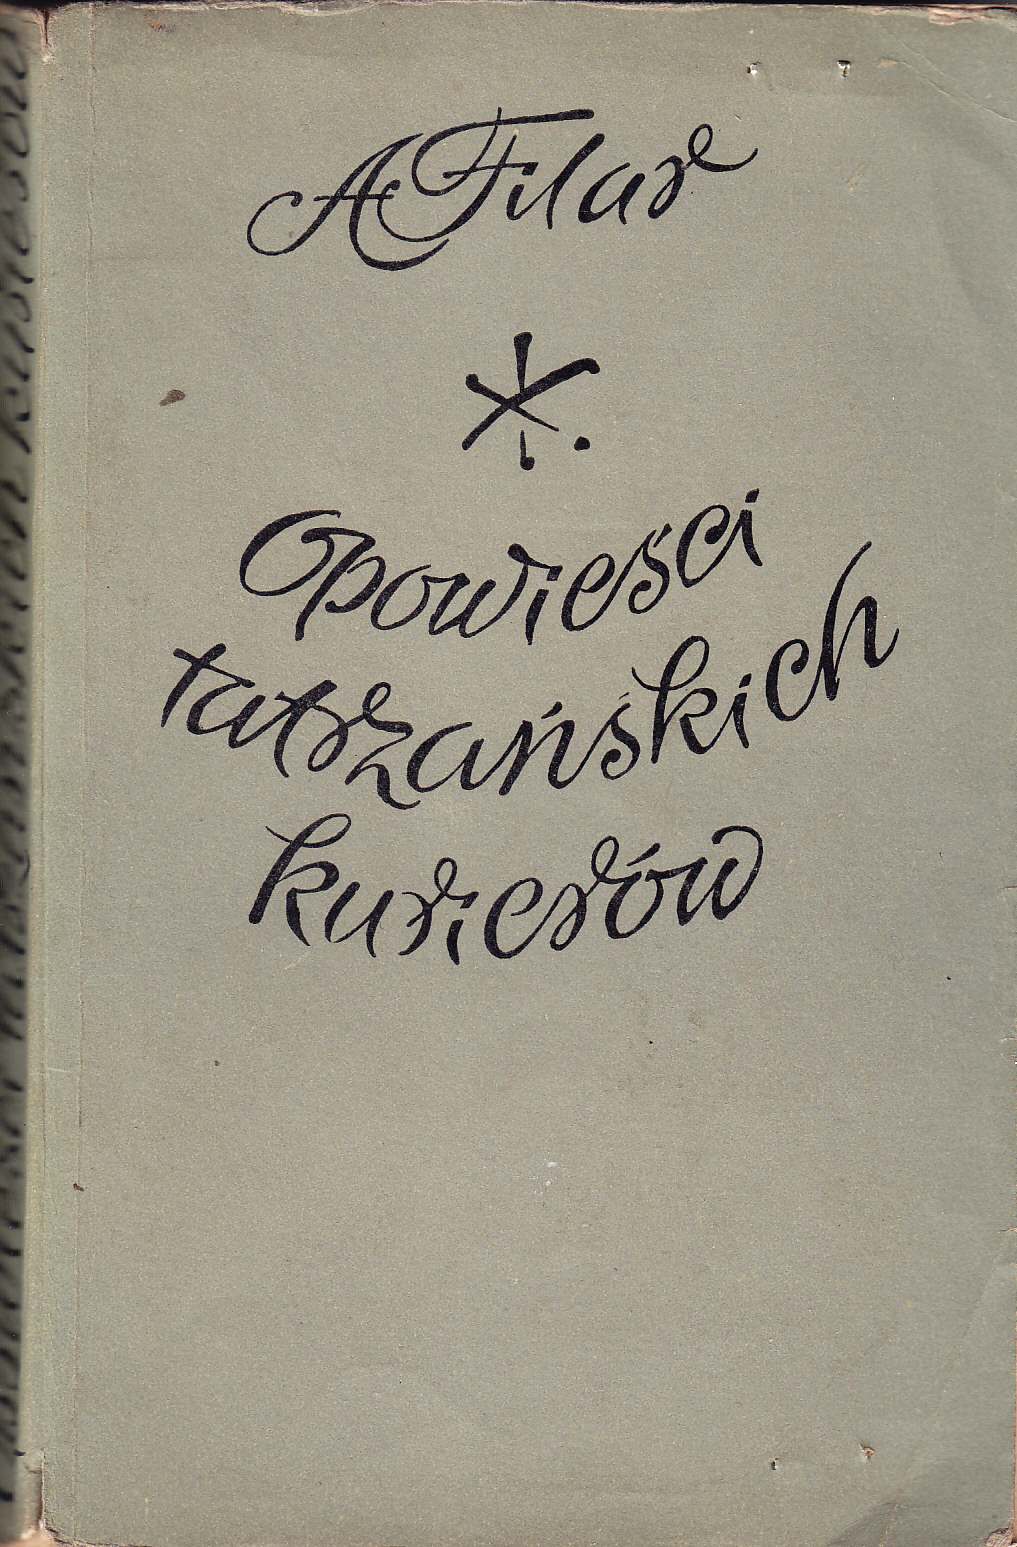 A Filar
Opowieści
tatrzańskich
kurierów